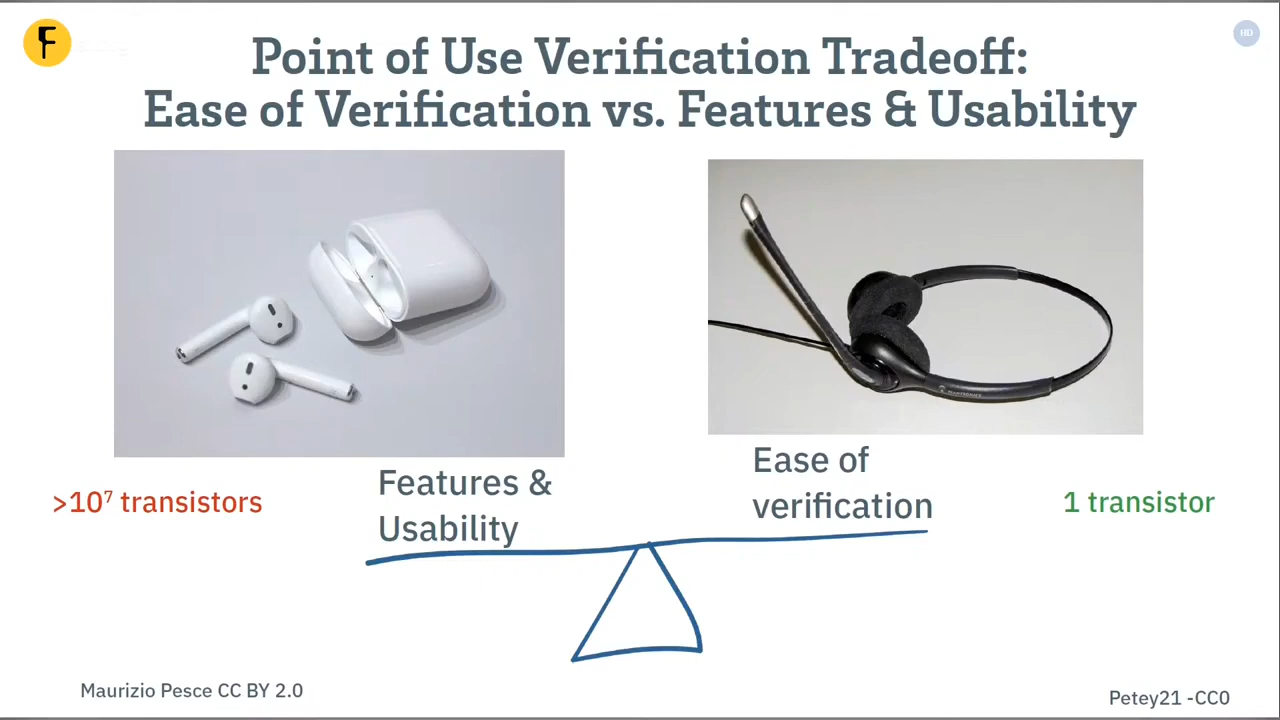 HD
Point of Use Verification Tradeoff:
Ease of Verification vs. Features & Usability
Features &
Usability
Ease of
verification
>10⁷ transistors
1 transistor
Maurizio Pesce CC BY 2.0
Petey21 -CC0